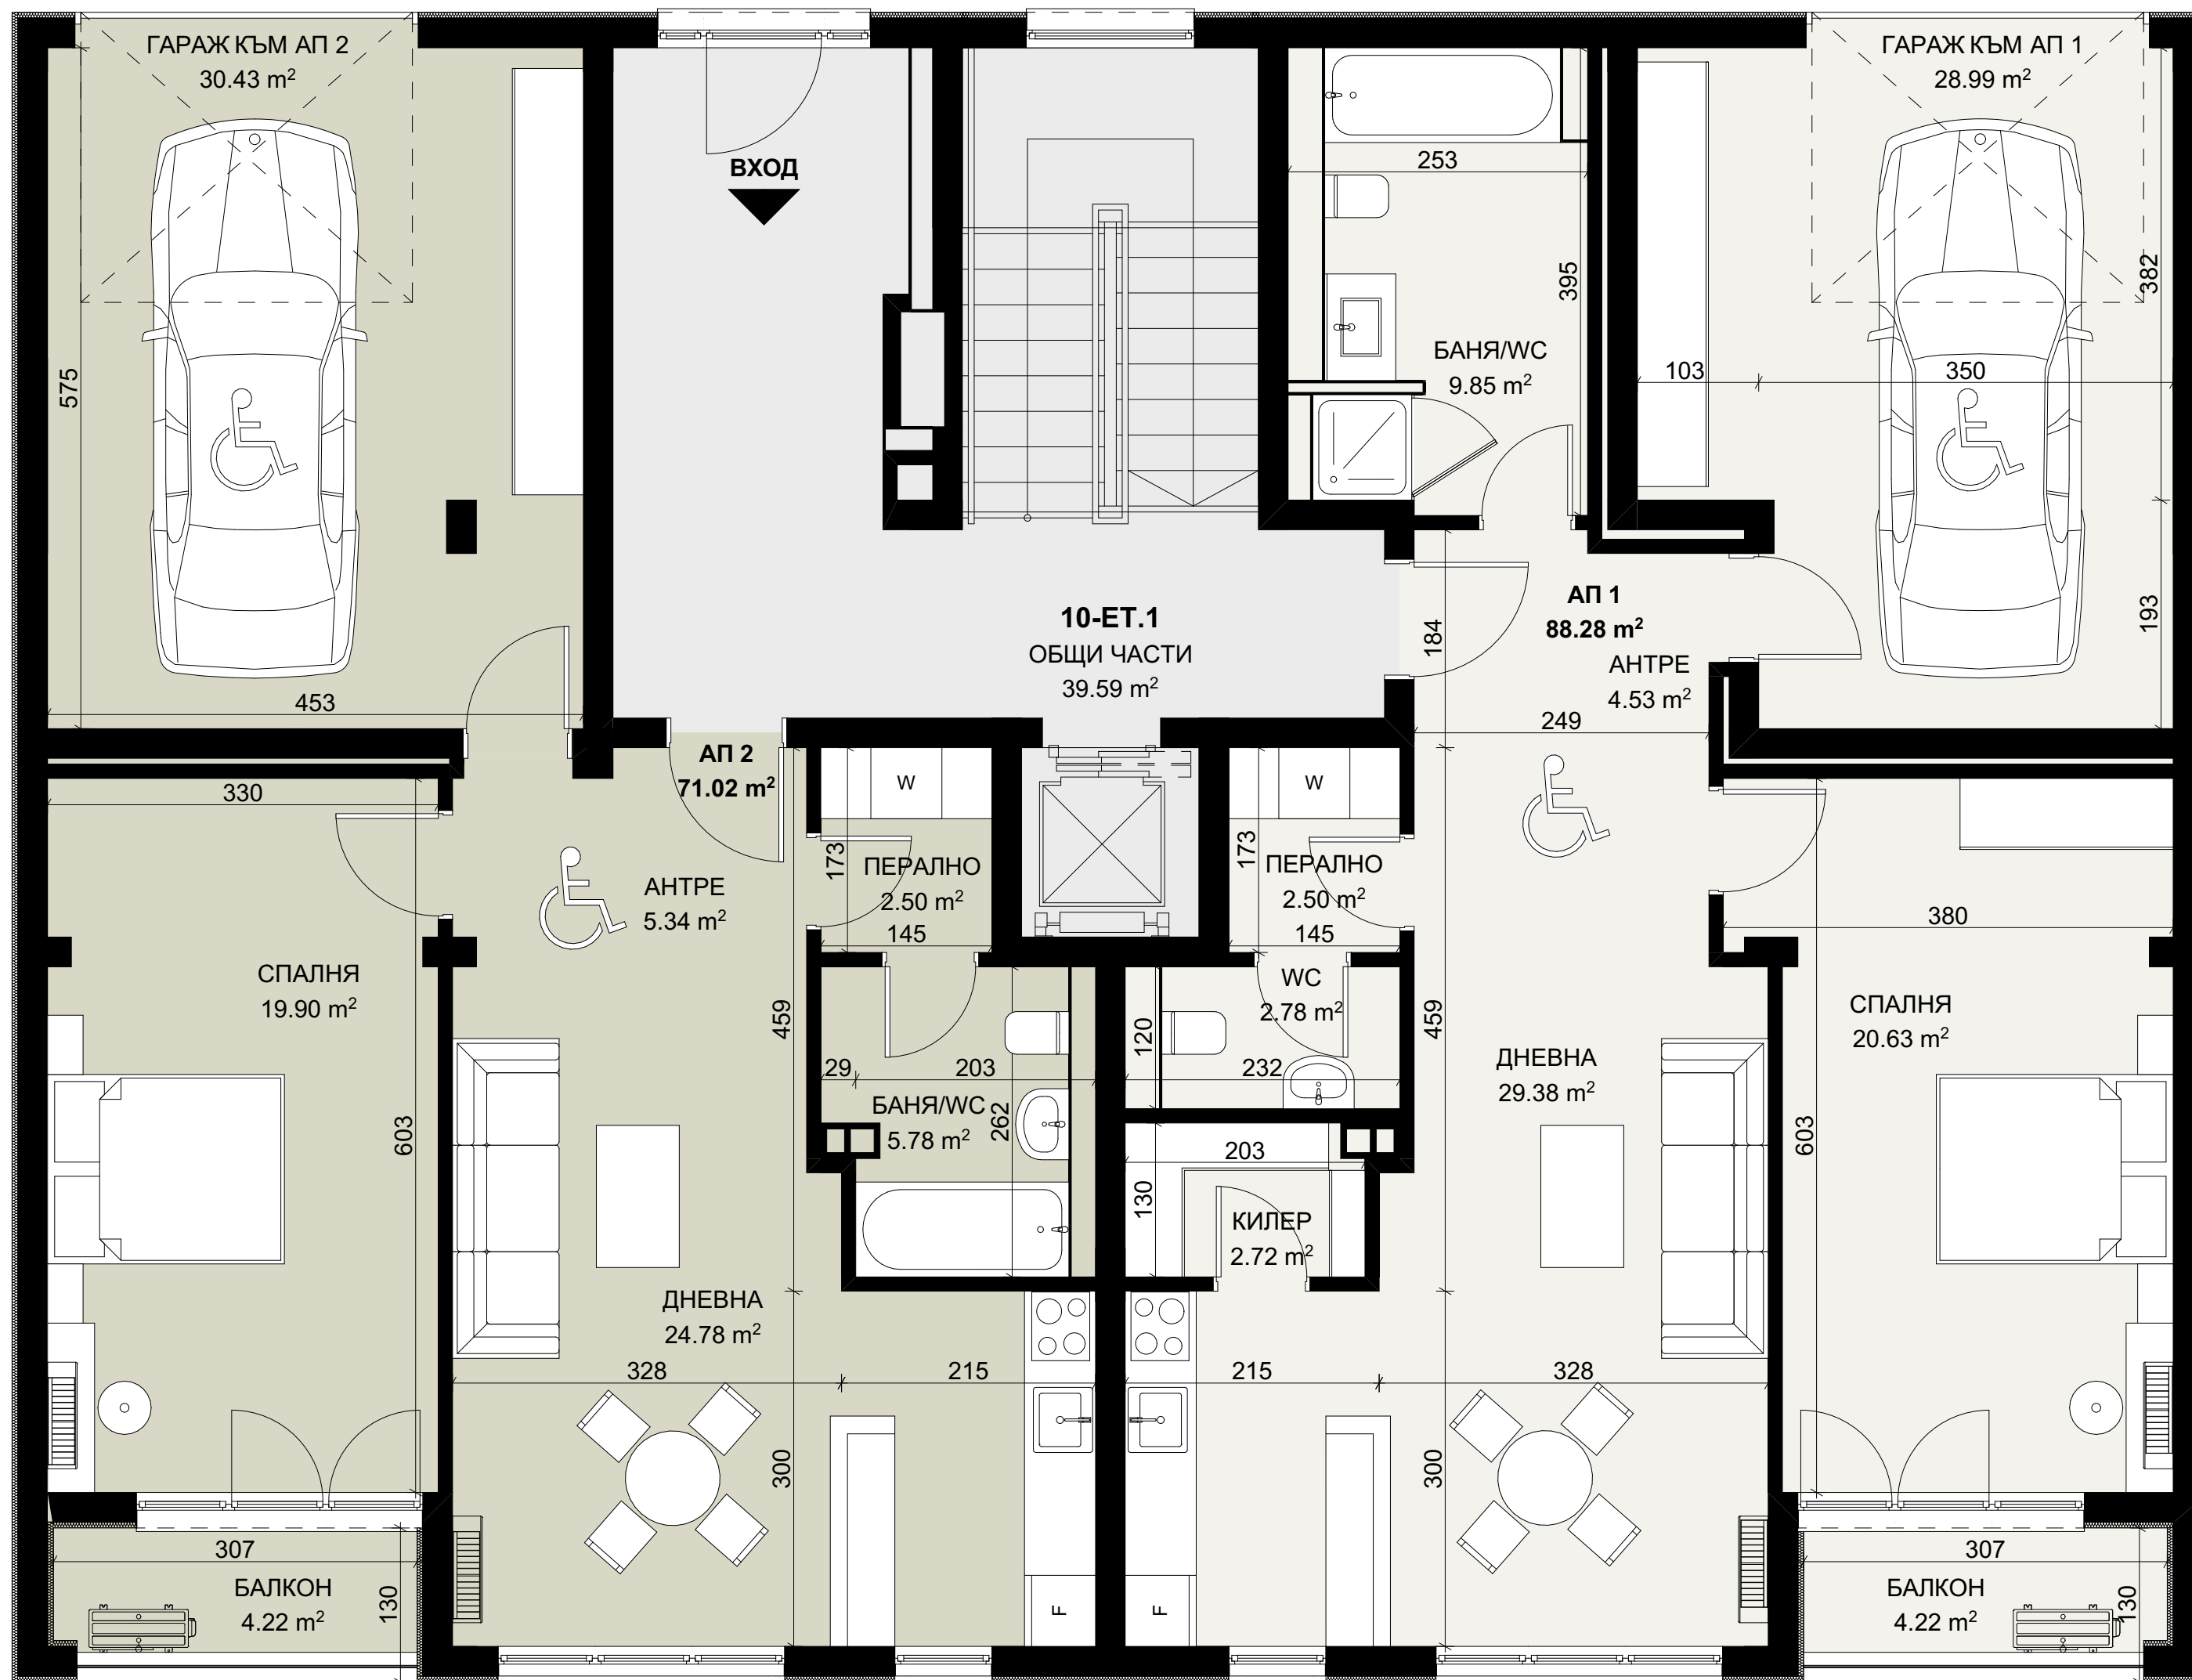 ГАРАЖ КЪМ АП 2
30.43 m²
ГАРАЖ КЪМ АП 1
28.99 m²
ВХОД
253
395
382
БАНЯ/WC
9.85 m²
103
350
575
10-ЕТ.1
ОБЩИ ЧАСТИ
39.59 m²
184
АП 1
88.28 m²
АНТРЕ
4.53 m²
193
453
249
АП 2
71.02 m²
W
W
330
173
ПЕРАЛНО
2.50 m²
145
173
ПЕРАЛНО
2.50 m²
145
АНТРЕ
5.34 m²
380
СПАЛНЯ
19.90 m²
WC
2.78 m²
СПАЛНЯ
20.63 m²
459
120
459
29
203
232
ДНЕВНА
29.38 m²
БАНЯ/WC
5.78 m²
262
603
603
203
130
КИЛЕР
2.72 m²
ДНЕВНА
24.78 m²
328
215
215
328
300
300
307
БАЛКОН
4.22 m²
130
F
F
307
БАЛКОН
4.22 m²
130